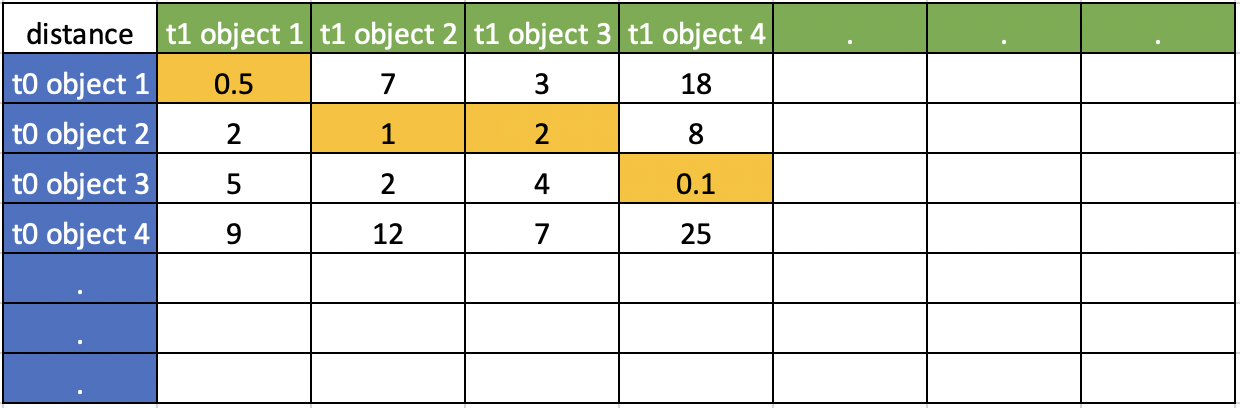 distance t1 object 1 t1 object 2 t1 object 3 t1 object 4 . . .
t0 object 1 0.5 7 3 18
t0 object 2 2 1 2 8
t0 object 3 5 2 4 0.1
t0 object 4 9 12 7 25
.
.
.